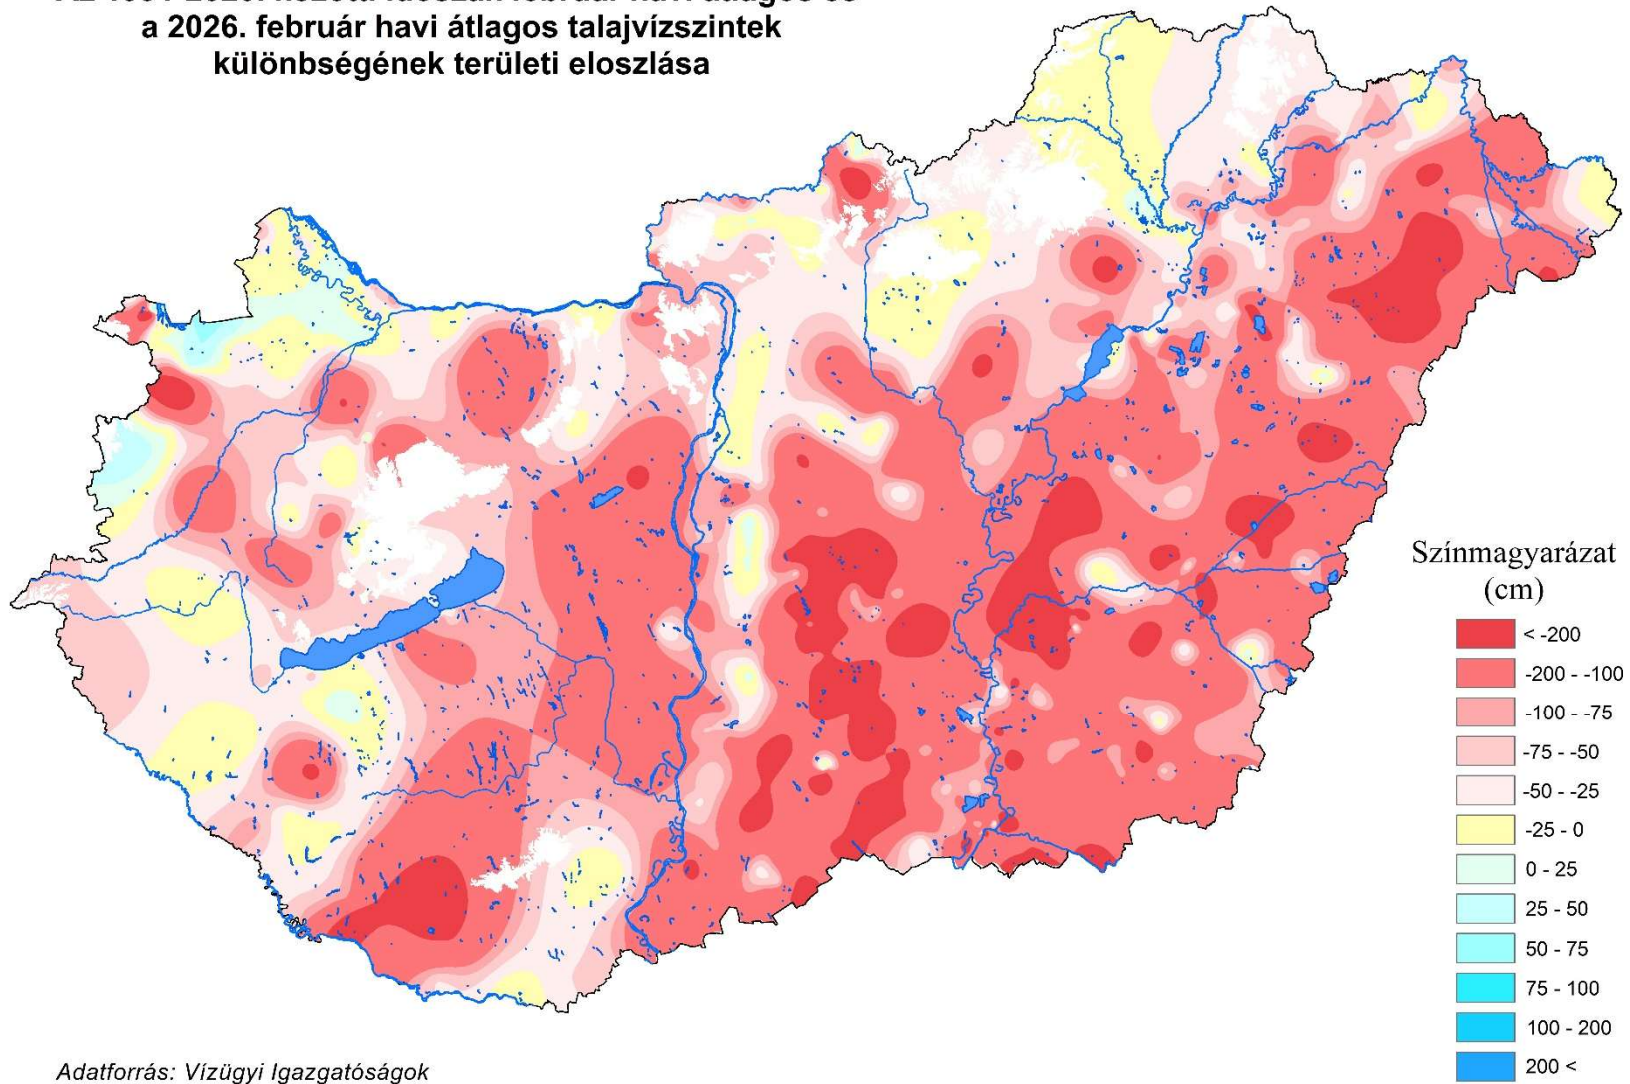 a 2026. február havi átlagos talajvízszintek
különbségének területi eloszlása
Színmagyarázat
(cm)
< -200
-200 - -100
-100 - -75
-75 - -50
-50 - -25
-25 - 0
0 - 25
25 - 50
50 - 75
75 - 100
100 - 200
200 <
Adatforrás: Vízügyi Igazgatóságok